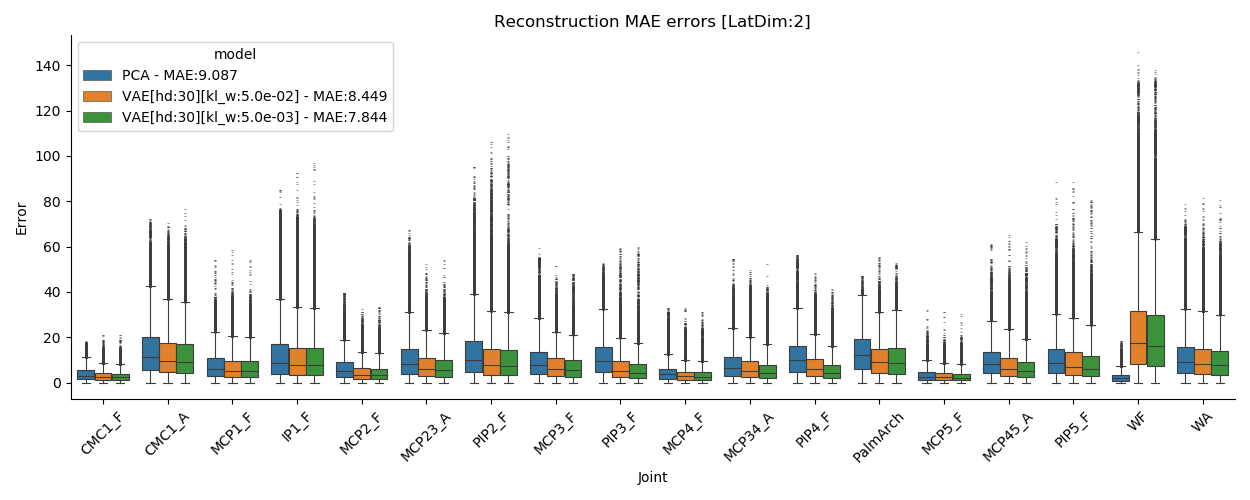 Reconstruction MAE errors [LatDim:2]
model
PCA - MAE:9.087
VAE[hd:30][kl_w:5.0e-02] - MAE:8.449
VAE[hd:30][kl_w:5.0e-03] - MAE:7.844
Error
140
120
100
80
60
40
20
0
CMC1_F CMC1_A MCP1_F IP1_F MCP2_F MCP23_A PIP2_F MCP3_F PIP3_F MCP4_F MCP34_A PIP4_F PalmArch MCP5_F MCP45_A PIP5_F WF WA
Joint